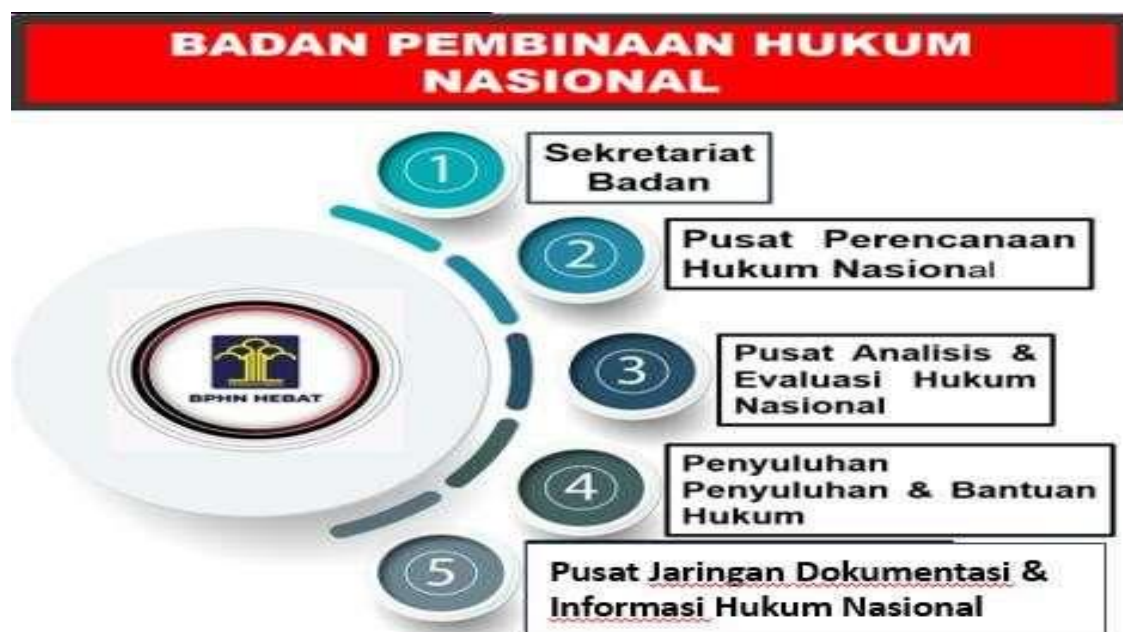 BADAN PEMBINAAN HUKUM
NASIONAL
1
Sekretariat
Badan
2
Pusat Perencanaan
Hukum Nasional
3
Pusat Analisis &
Evaluasi Hukum
Nasional
BPHN HEBAT
4
Penyuluhan
Penyuluhan & Bantuan
Hukum
5
Pusat Jaringan Dokumentasi &
Informasi Hukum Nasional